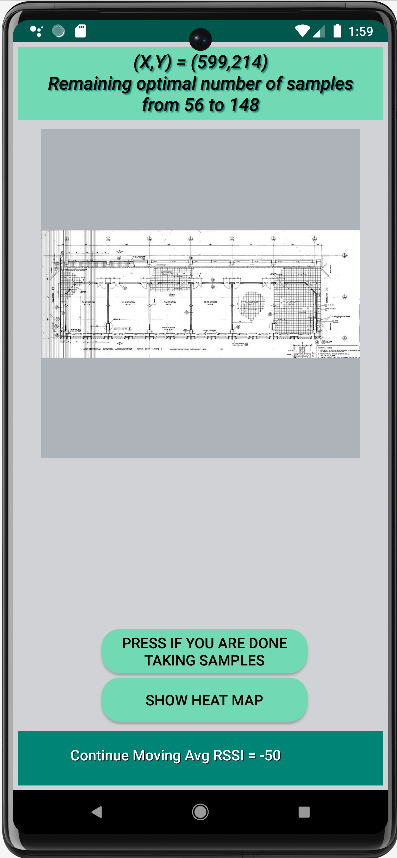 1:59
(X,Y) = (599,214)
Remaining optimal number of samples
from 56 to 148
PRESS IF YOU ARE DONE
TAKING SAMPLES
SHOW HEAT MAP
Continue Moving Avg RSSI = -50